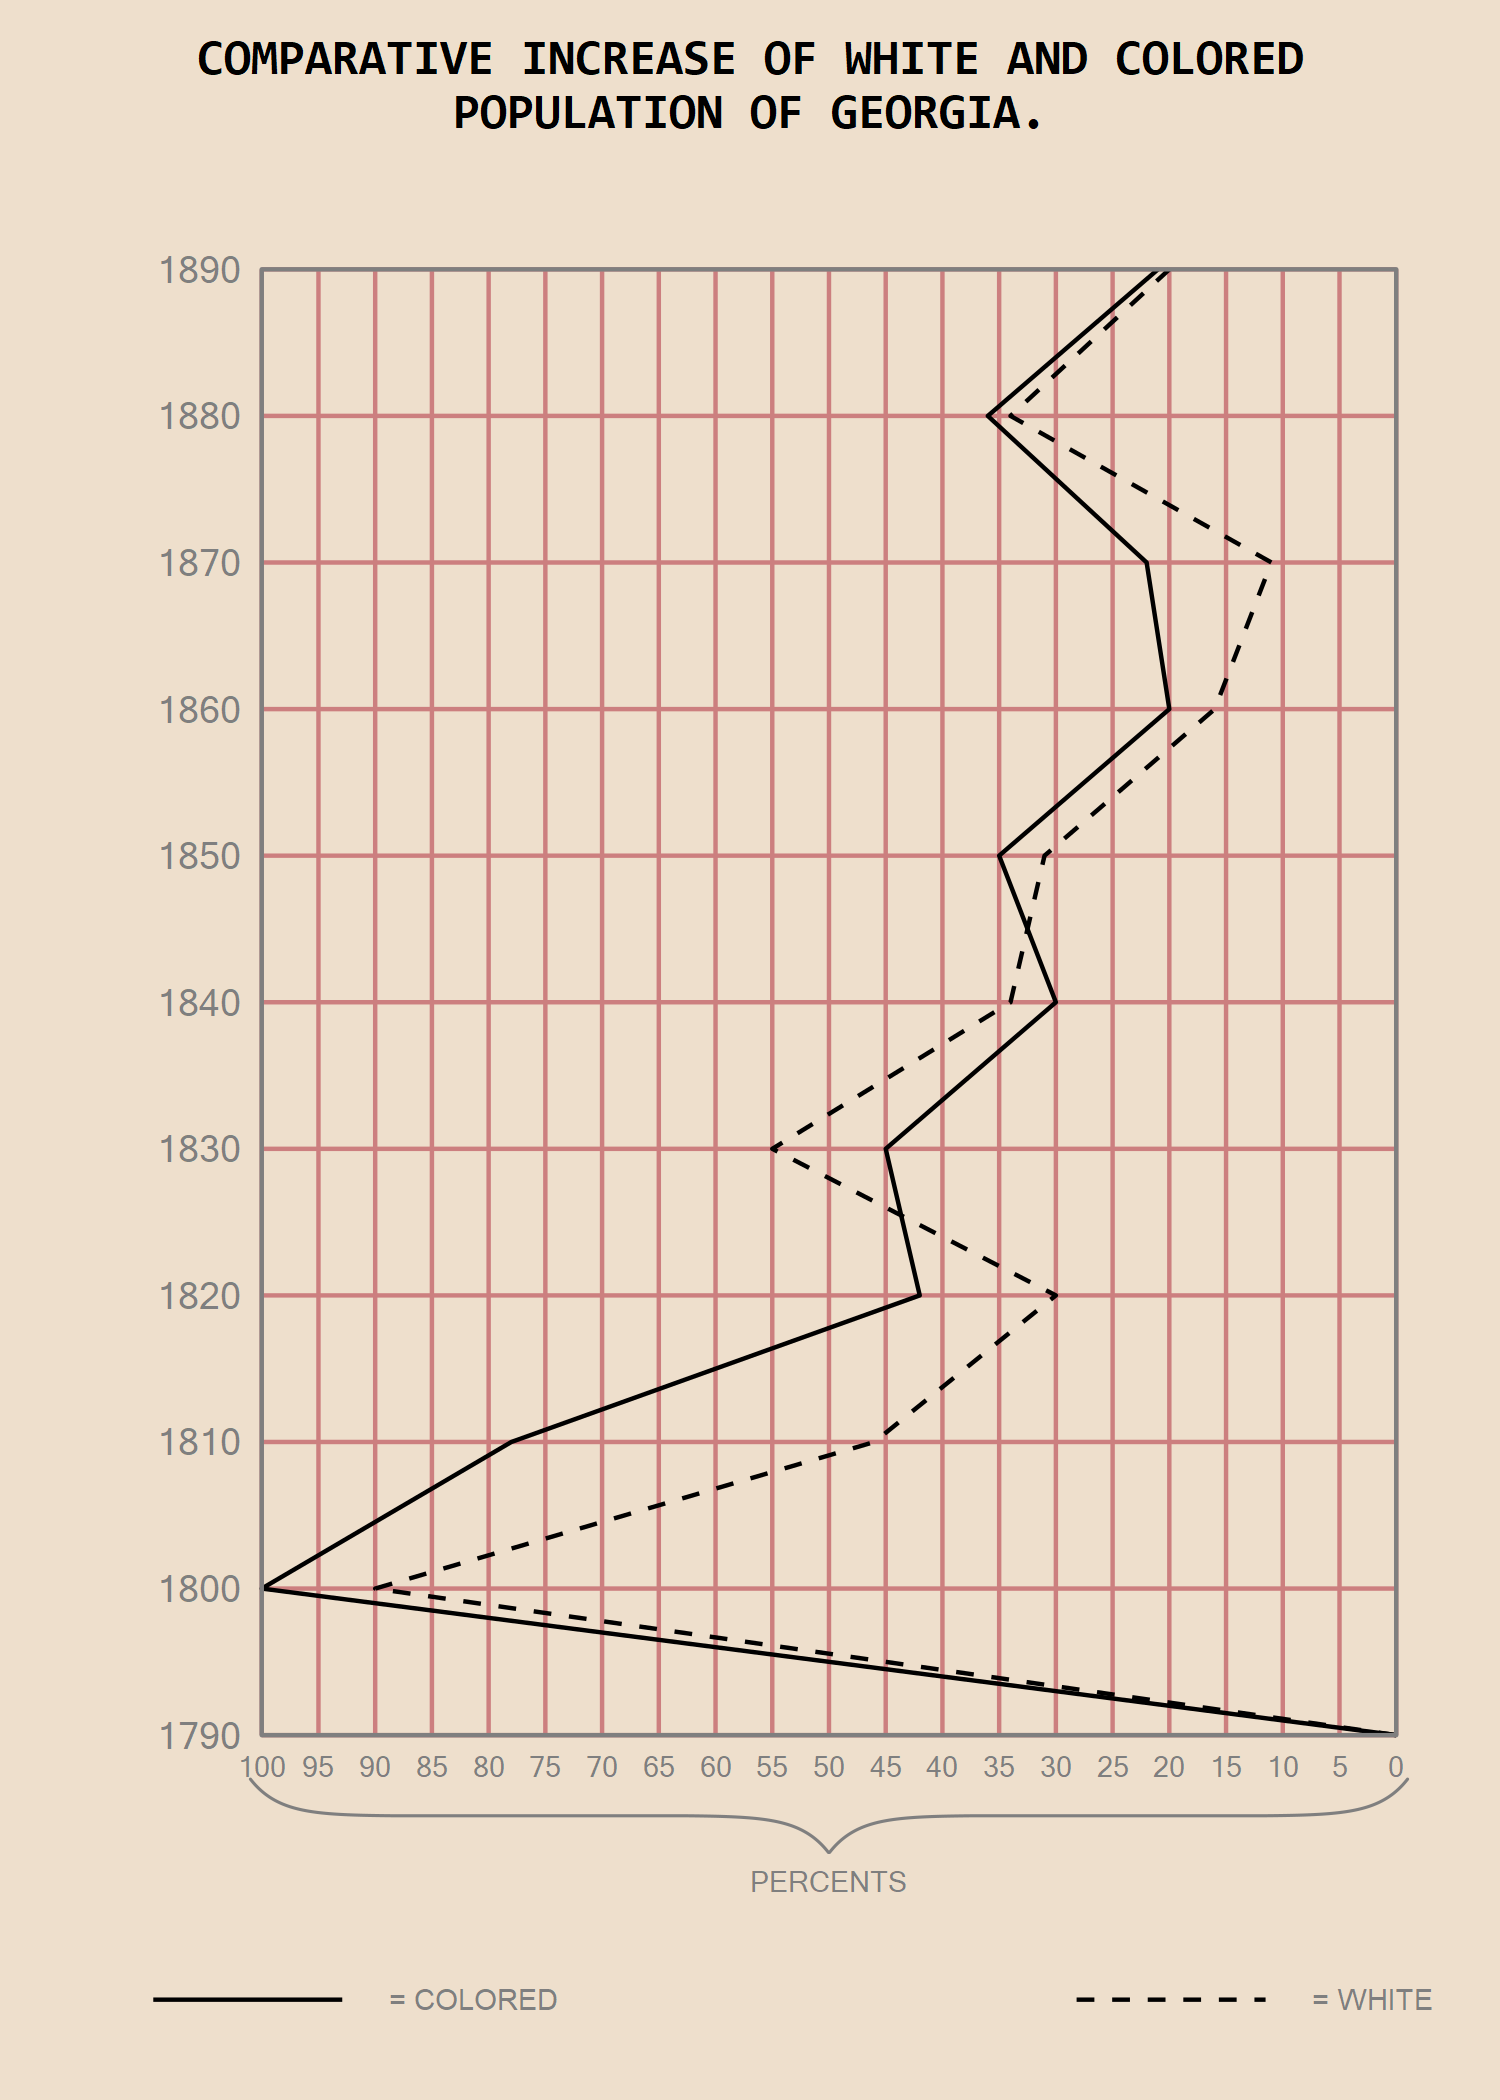 COMPARATIVE INCREASE OF WHITE AND COLORED
POPULATION OF GEORGIA.
1890
1880
1870
1860
1850
1840
1830
1820
1810
1800
1790
100 95 90 85 80 75 70 65 60 55 50 45 40 35 30 25 20 15 10 5 0
PERCENTS
= COLORED
= WHITE